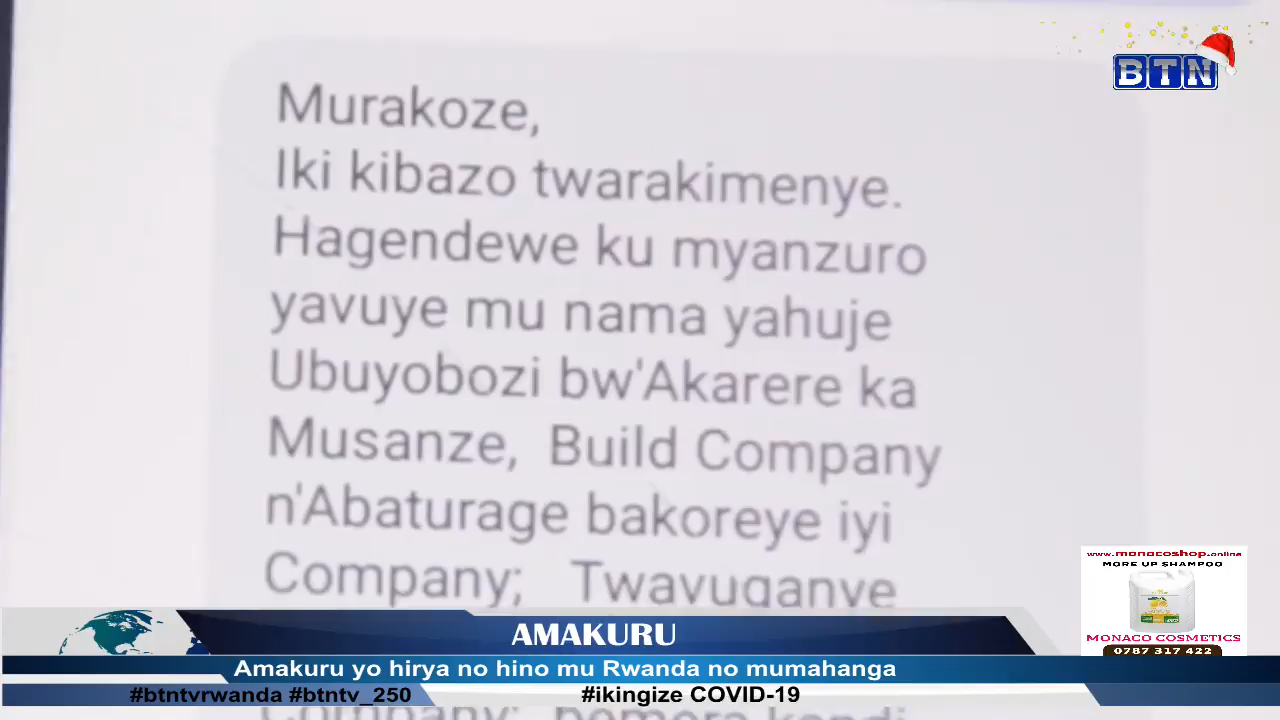 BTN
Murakoze,
Iki kibazo twarakimenye.
Hagendewe ku myanzuro
yavuye mu nama yahuje
Ubuyobozi bw'Akarere ka
Musanze, Build Company
n'Abaturage bakoreye iyi
Company; Twavuganye
www.monacoshop.online
MORE UP SHAMPOO
MONACO COSMETICS
0787 317 422
AMAKURU
Amakuru yo hirya no hino mu Rwanda no mumahanga
#btntvrwanda #btntv_250 #ikingize COVID-19